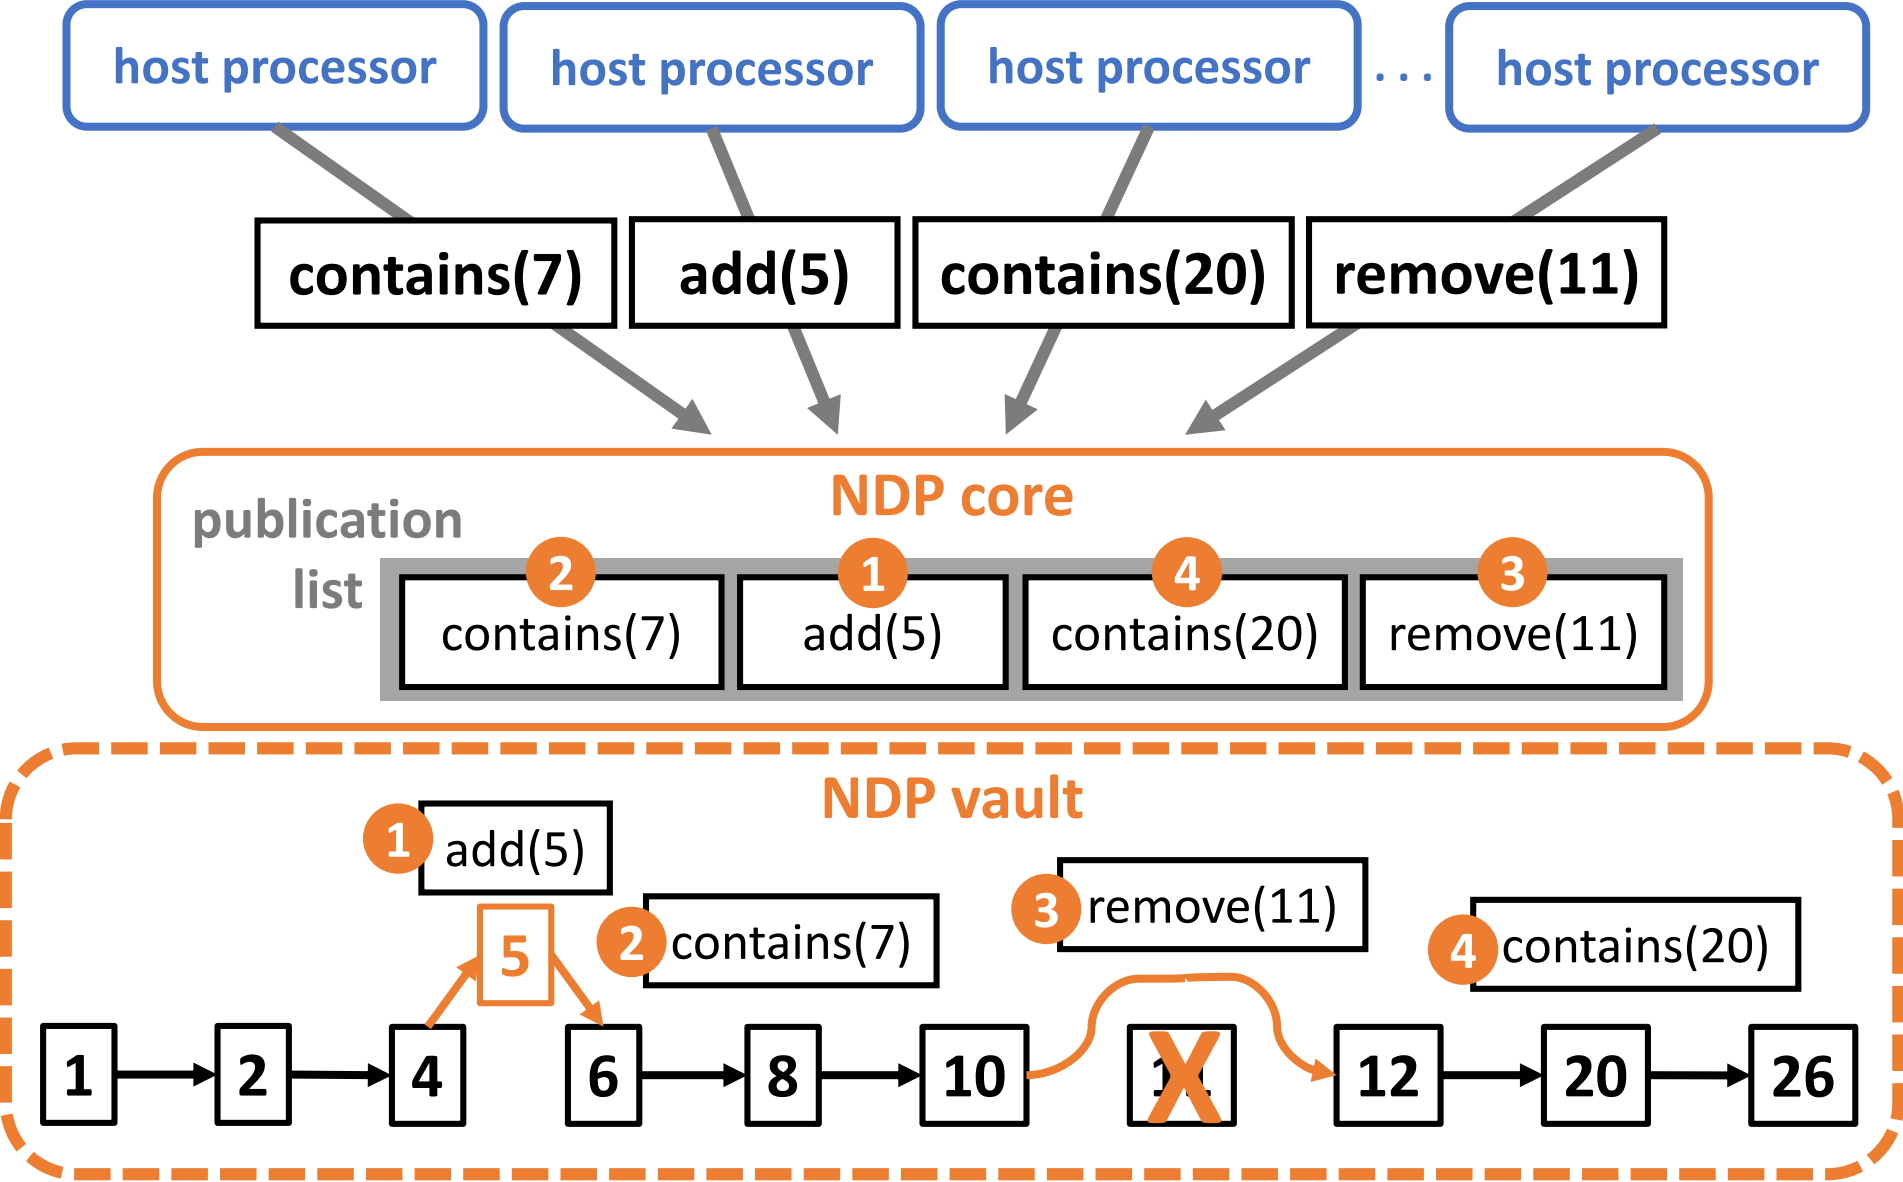 host processor
host processor
host processor
. . .
host processor
contains(7)
add(5)
contains(20)
remove(11)
NDP core
publication
list
2
1
4
3
contains(7)
add(5)
contains(20)
remove(11)
NDP vault
1
add(5)
2
contains(7)
3
remove(11)
4
contains(20)
5
1
2
4
6
8
10
X
12
20
26